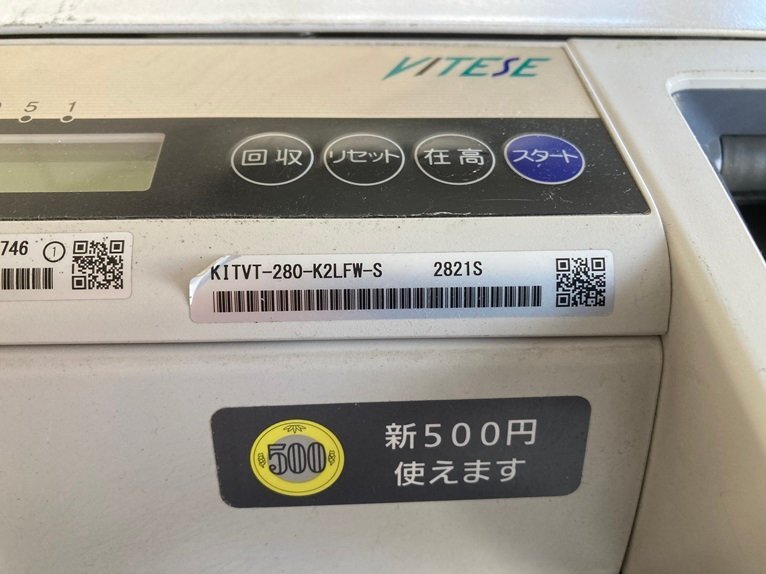 VITESE
5 1
回収 リセット 在高 スタート
746 1
KITVT-280-K2LFW-S 2821S
500
新500円
使えます